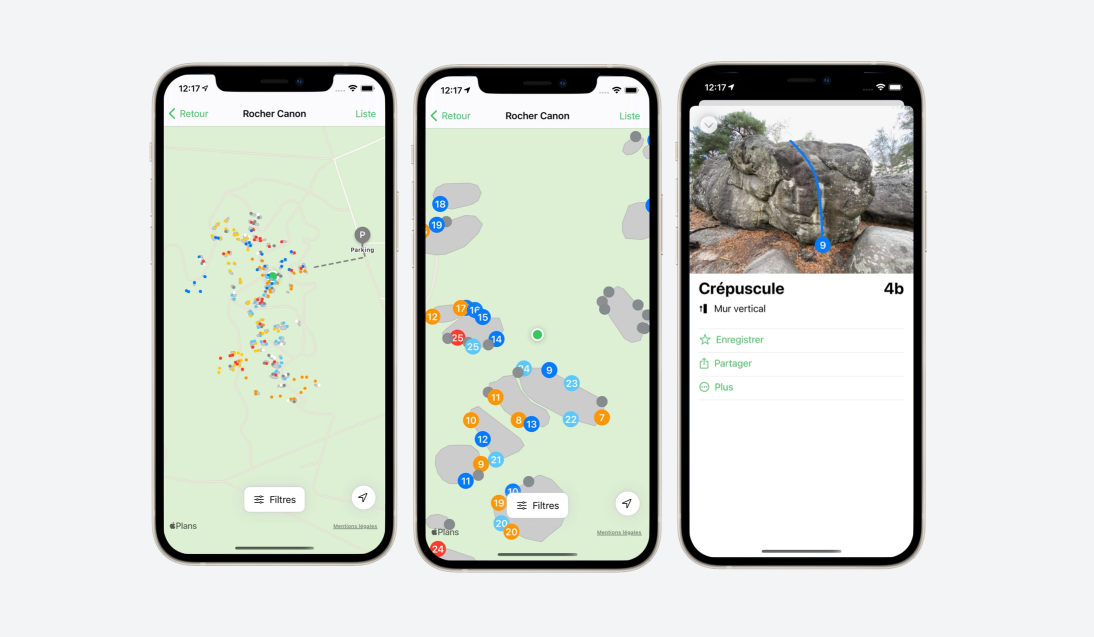 12:17
Retour
Rocher Canon
Liste
P
Parking
Filtres
Plans
Mentions légales
12:17
Retour
Rocher Canon
Liste
18
19
17
16
15
12
25
25
14
24
9
23
11
10
8
13
22
7
12
9
21
11
10
19
Filtres
20
20
Plans
Mentions légales
24
12:17
9
Crépuscule
4b
Mur vertical
Enregistrer
Partager
Plus